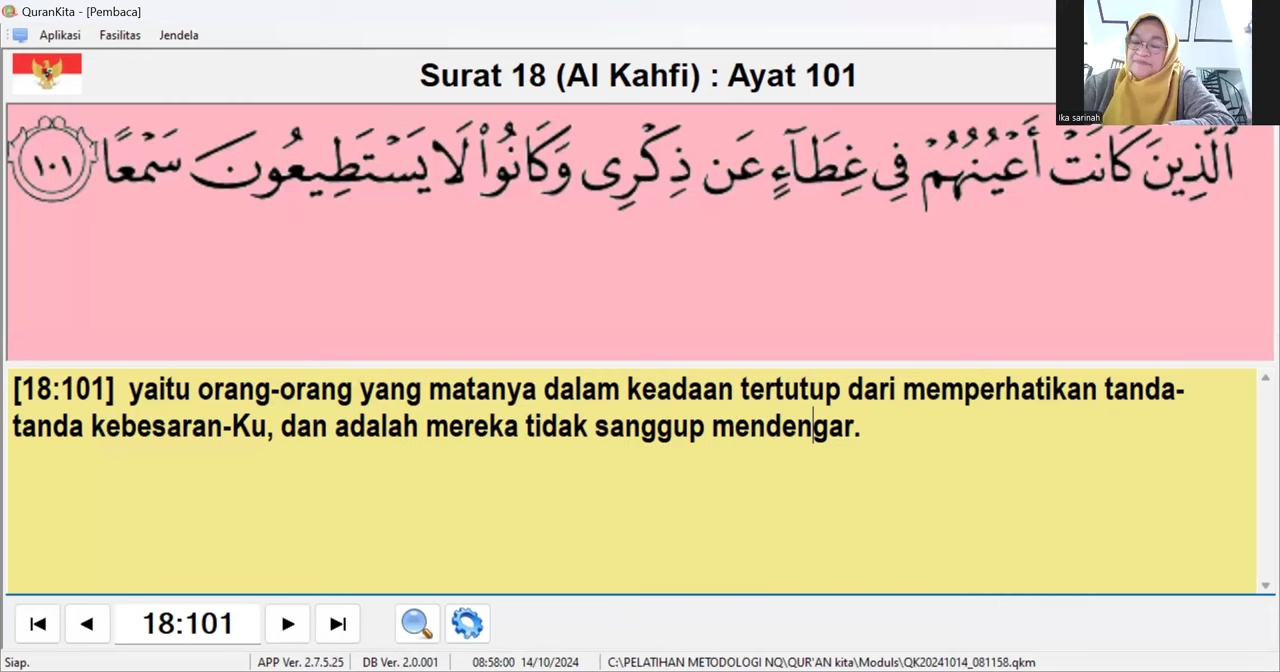 QuranKita - [Pembaca]
Aplikasi Fasilitas Jendela
Surat 18 (Al Kahfi) : Ayat 101
Ika sarinah
ٱلَّذِينَ كَانَتۡ أَعۡيُنُهُمۡ فِي غِطَآءٍ عَن ذِكۡرِي وَكَانُواْ لَا يَسۡتَطِيعُونَ سَمۡعًا ١٠١
[18:101] yaitu orang-orang yang matanya dalam keadaan tertutup dari memperhatikan tanda-
tanda kebesaran-Ku, dan adalah mereka tidak sanggup mendengar.
18:101
Siap. APP Ver. 2.7.5.25 DB Ver. 2.0.001 08:58:00 14/10/2024 C:\PELATIHAN METODOLOGI NQ\QUR'AN kita\Moduls\QK20241014_081158.qkm